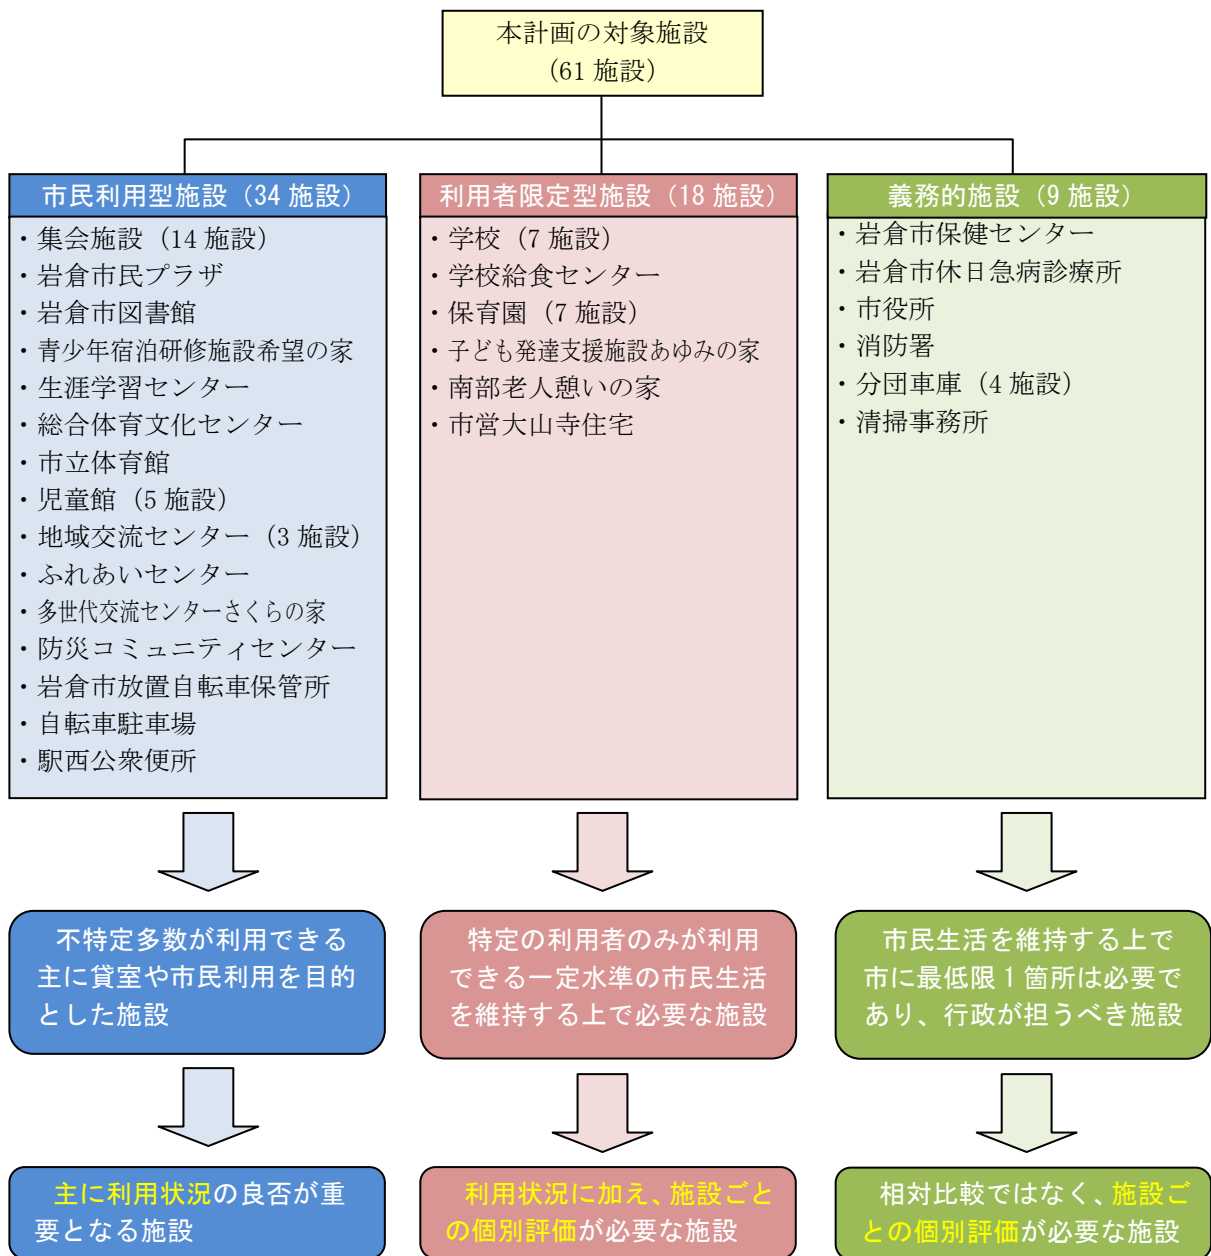 本計画の対象施設
（61 施設）
市民利用型施設（34 施設）
・集会施設（14 施設）
・岩倉市民プラザ
・岩倉市図書館
・青少年宿泊研修施設希望の家
・生涯学習センター
・総合体育文化センター
・市立体育館
・児童館（5 施設）
・地域交流センター（3 施設）
・ふれあいセンター
・多世代交流センターさくらの家
・防災コミュニティセンター
・岩倉市放置自転車保管所
・自転車駐車場
・駅西公衆便所
不特定多数が利用できる
主に貸室や市民利用を目的
とした施設
主に利用状況の良否が重
要となる施設
利用者限定型施設（18 施設）
・学校（7 施設）
・学校給食センター
・保育園（7 施設）
・子ども発達支援施設あゆみの家
・南部老人憩いの家
・市営大山寺住宅
特定の利用者のみが利用
できる一定水準の市民生活
を維持する上で必要な施設
利用状況に加え、施設ごと
の個別評価が必要な施設
義務的施設（9 施設）
・岩倉市保健センター
・岩倉市休日急病診療所
・市役所
・消防署
・分団車庫（4 施設）
・清掃事務所
市民生活を維持する上で
市に最低限 1 箇所は必要で
あり、行政が担うべき施設
相対比較ではなく、施設ご
との個別評価が必要な施設